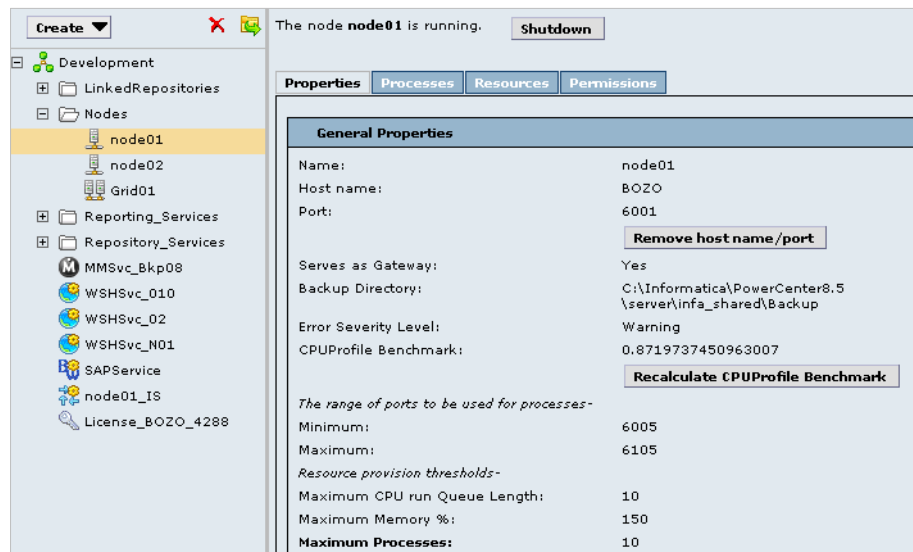 Create
Development
LinkedRepositories
Nodes
node01
node02
Grid01
Reporting_Services
Repository_Services
MMSvc_Bkp08
WSHSvc_010
WSHSvc_02
WSHSvc_N01
SAPService
node01_IS
License_BOZO_4288
The node node01 is running. Shutdown
Properties Processes Resources Permissions
General Properties
Name: node01
Host name: BOZO
Port: 6001
Remove host name/port
Serves as Gateway: Yes
Backup Directory: C:\Informatica\PowerCenter8.5
\server\infa_shared\Backup
Error Severity Level: Warning
CPUProfile Benchmark: 0.8719737450963007
Recalculate CPUProfile Benchmark
The range of ports to be used for processes-
Minimum: 6005
Maximum: 6105
Resource provision thresholds-
Maximum CPU run Queue Length: 10
Maximum Memory %: 150
Maximum Processes: 10